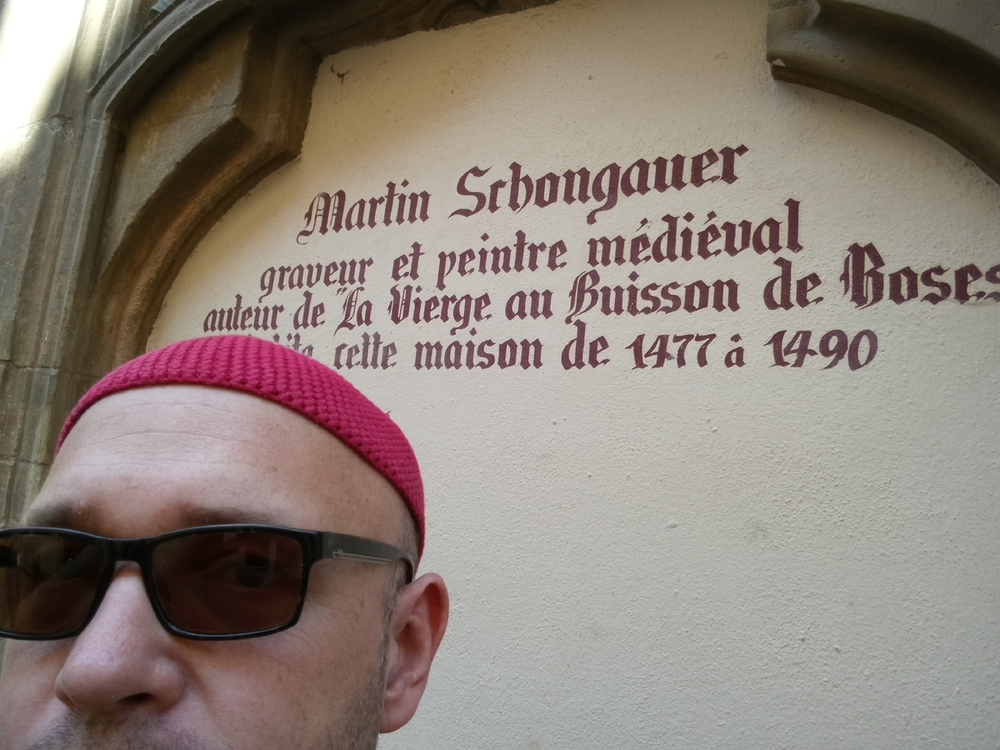 Martin Schongauer
graveur et peintre médiéval
auteur de "La Vierge au Buisson de Roses
cette maison de 1477 à 1490